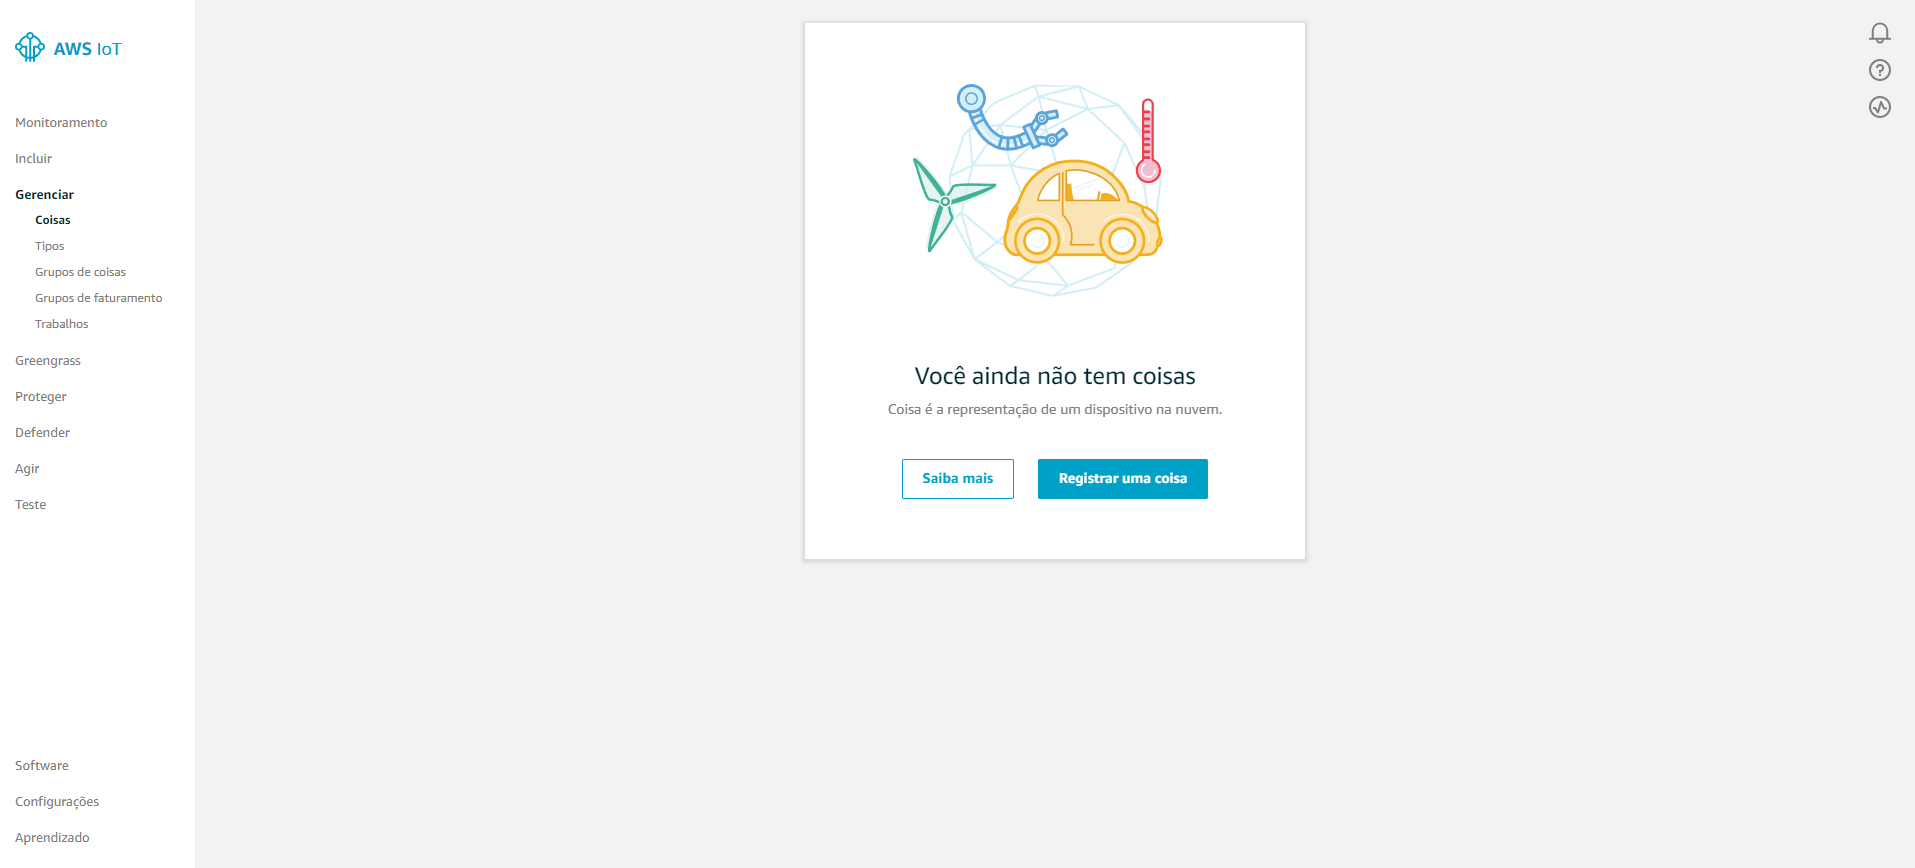 AWS IoT
Monitoramento
Incluir
Gerenciar
Coisas
Tipos
Grupos de coisas
Grupos de faturamento
Trabalhos
Greengrass
Proteger
Defender
Agir
Teste
Software
Configurações
Aprendizado
Você ainda não tem coisas
Coisa é a representação de um dispositivo na nuvem.
Saiba mais
Registrar uma coisa